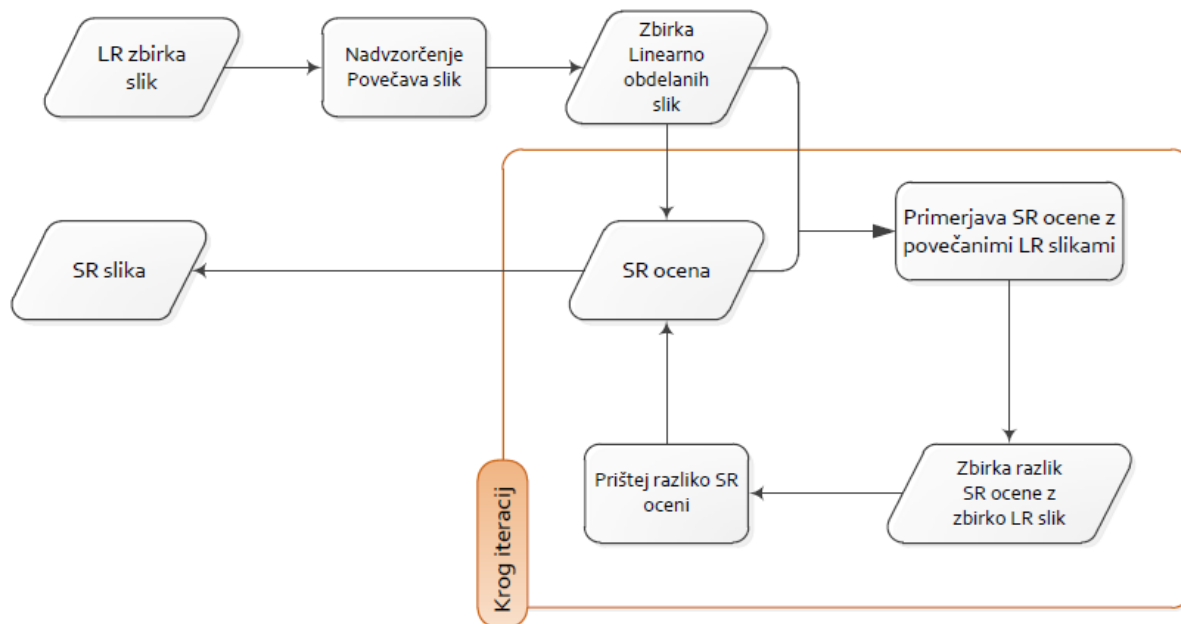 LR zbirka
slik
Nadvzorčenje
Povečava slik
Zbirka
Linearno
obdelanih
slik
SR slika
SR ocena
Primerjava SR ocene z
povečanimi LR slikami
Prištej razliko SR
oceni
Zbirka razlik
SR ocene z
zbirko LR slik
Krog iteracij